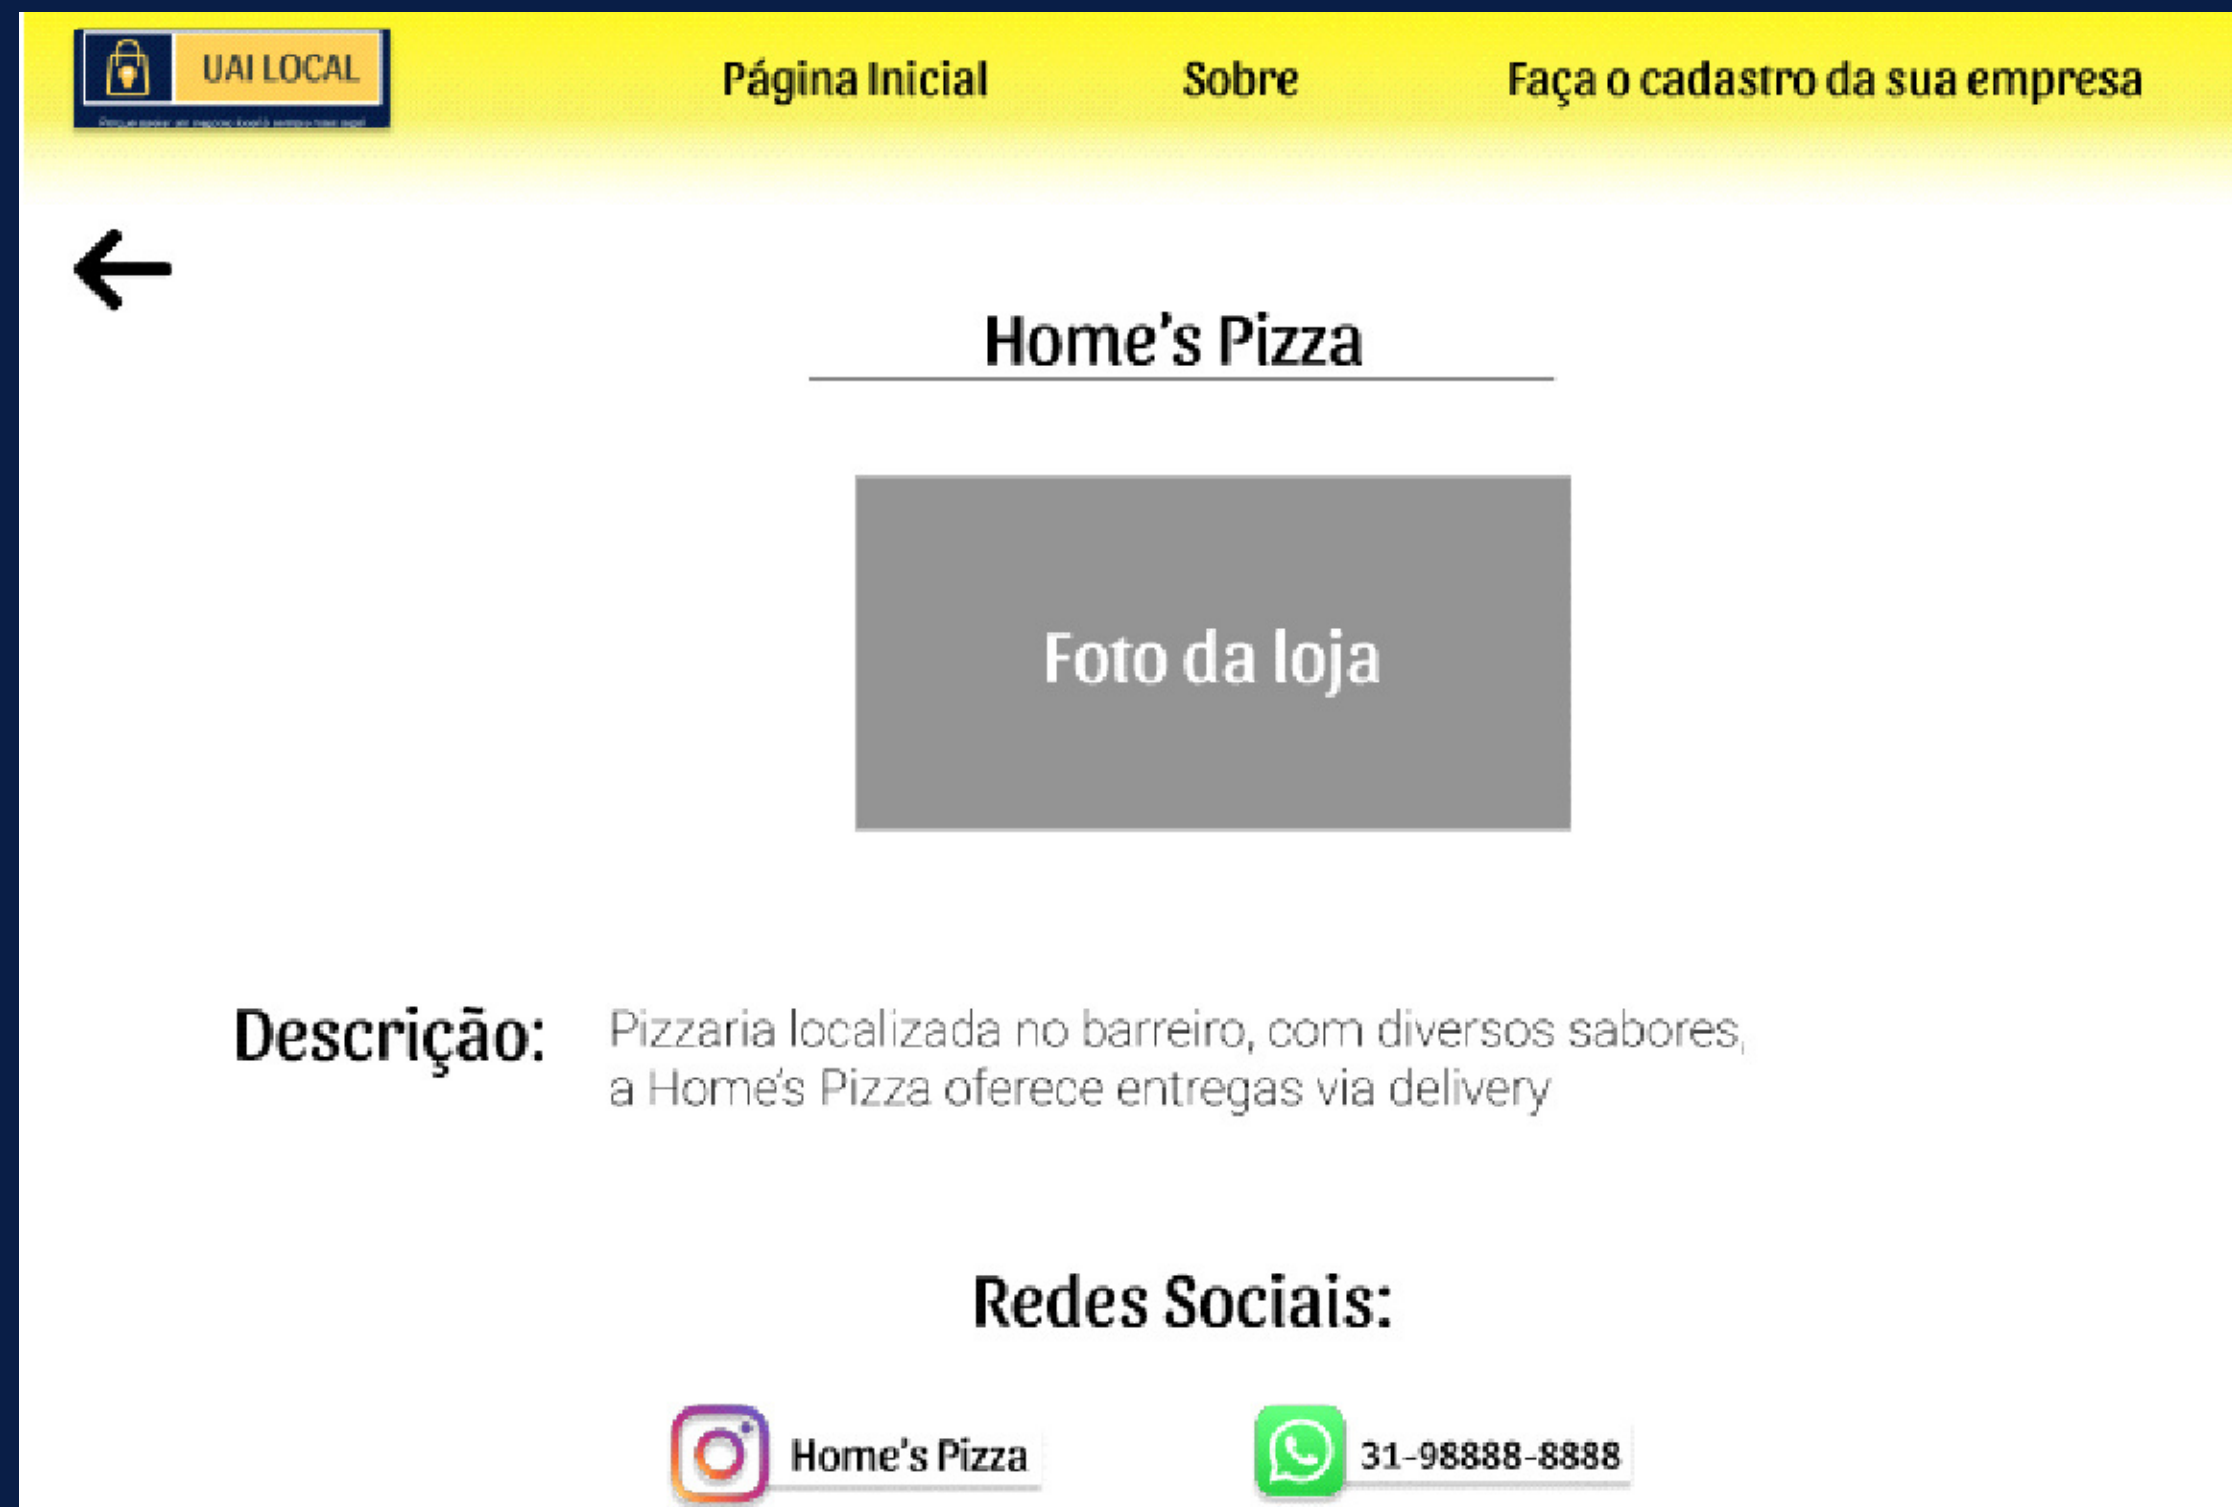 UAI LOCAL
Página Inicial
Sobre
Faça o cadastro da sua empresa
Home's Pizza
Foto da loja
Descrição:
Pizzaria localizada no barreiro, com diversos sabores,
a Home's Pizza oferece entregas via delivery
Redes Sociais:
Home's Pizza
31-98888-8888